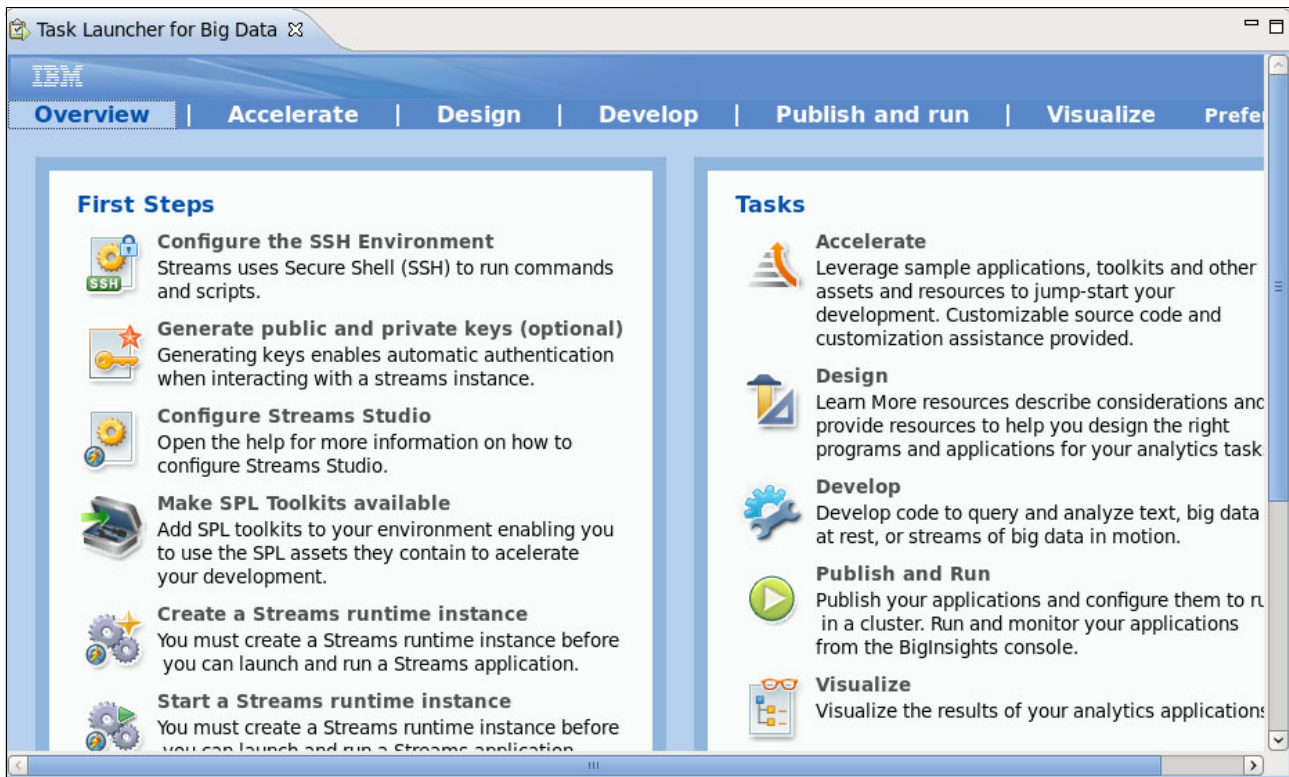 Task Launcher for Big Data
IBM
Overview | Accelerate | Design | Develop | Publish and run | Visualize Prefe
First Steps
Configure the SSH Environment
Streams uses Secure Shell (SSH) to run commands
and scripts.
SSH
Generate public and private keys (optional)
Generating keys enables automatic authentication
when interacting with a streams instance.
Configure Streams Studio
Open the help for more information on how to
configure Streams Studio.
Make SPL Toolkits available
Add SPL toolkits to your environment enabling you
to use the SPL assets they contain to acelerate
your development.
Create a Streams runtime instance
You must create a Streams runtime instance before
you can launch and run a Streams application.
Start a Streams runtime instance
You must create a Streams runtime instance before
you can launch and run a Streams application
Tasks
Accelerate
Leverage sample applications, toolkits and other
assets and resources to jump-start your
development. Customizable source code and
customization assistance provided.
Design
Learn More resources describe considerations and
provide resources to help you design the right
programs and applications for your analytics task
Develop
Develop code to query and analyze text, big data
at rest, or streams of big data in motion.
Publish and Run
Publish your applications and configure them to ru
in a cluster. Run and monitor your applications
from the BigInsights console.
Visualize
Visualize the results of your analytics applications